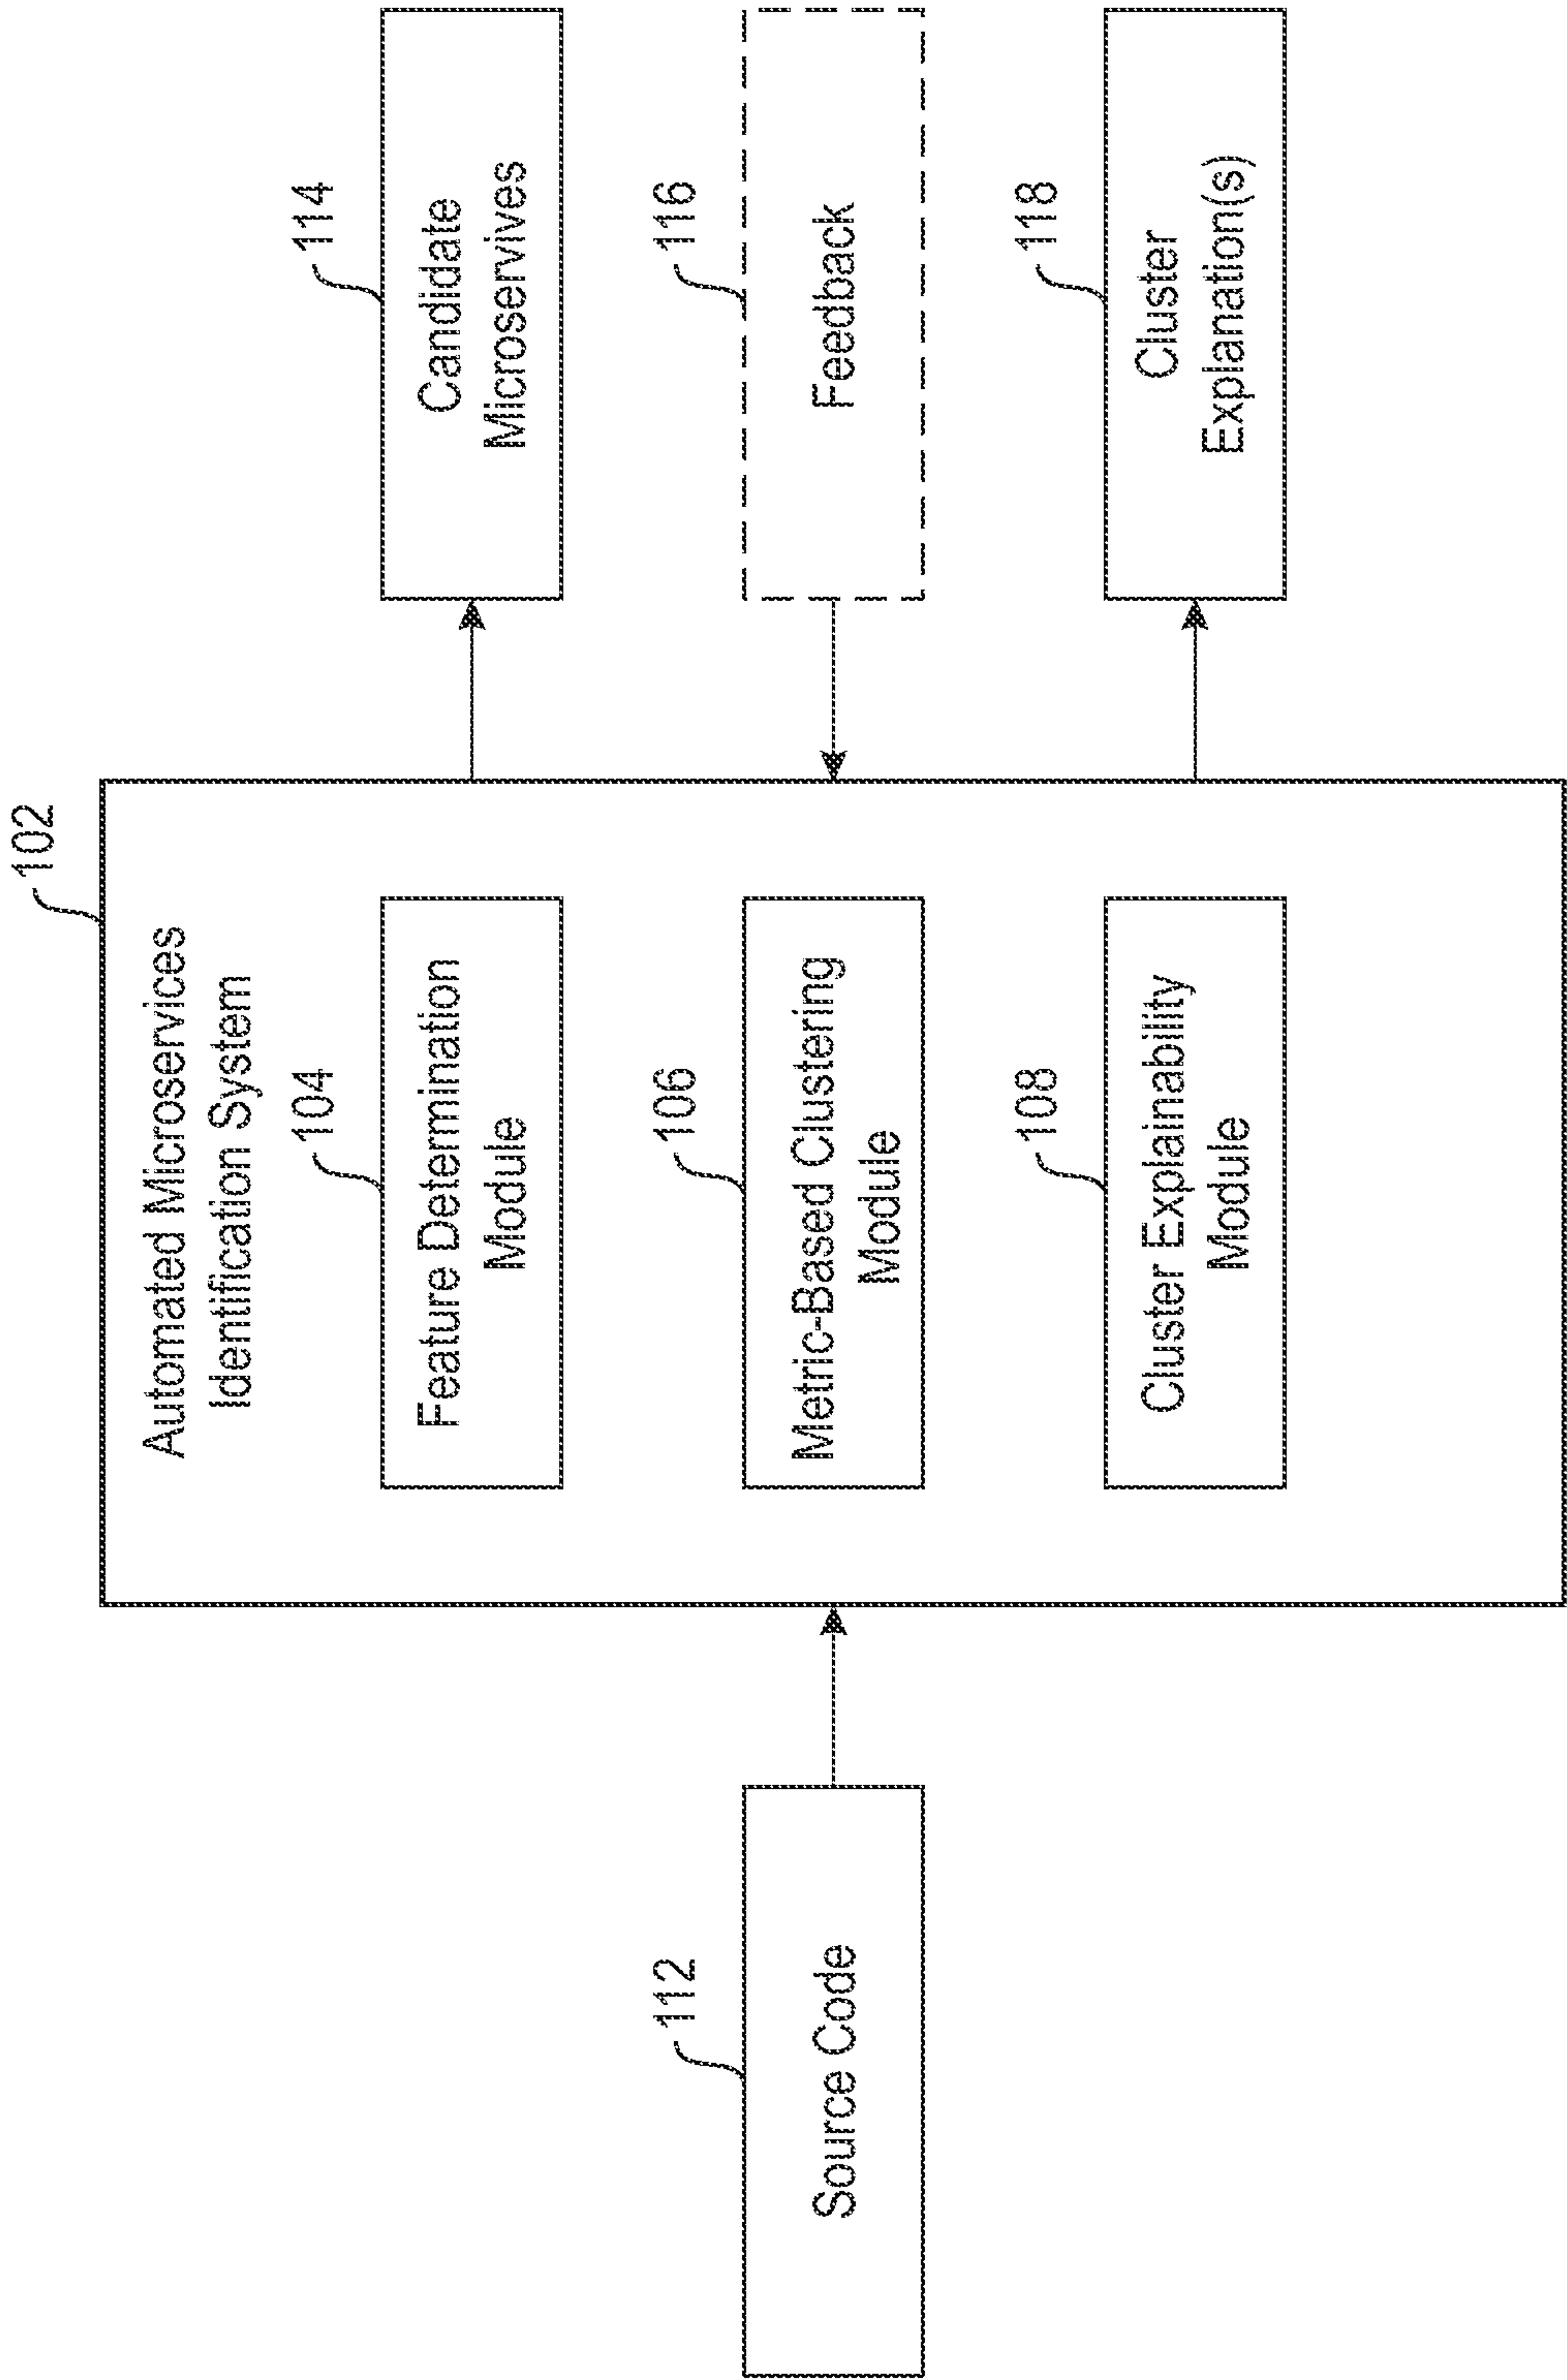 102
Automated Microservices
Identification System
104
Feature Determination
Module
106
Metric-Based Clustering
Module
108
Cluster Explainability
Module
112
Source Code
114
Candidate
Microservives
116
Feedback
118
Cluster
Explanation(s)